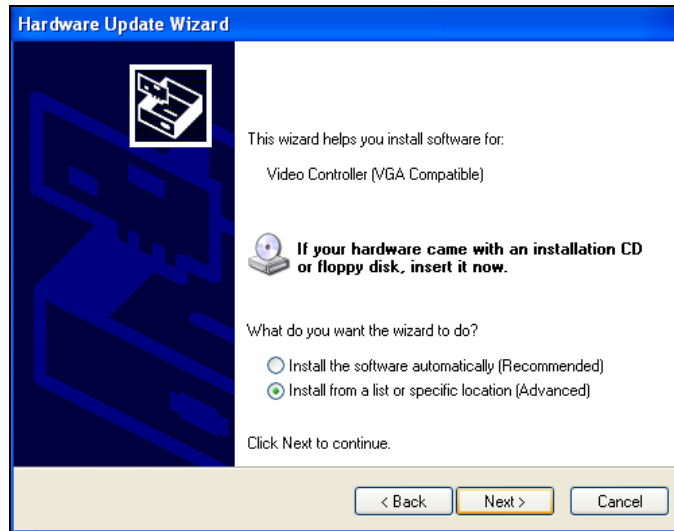 Hardware Update Wizard
This wizard helps you install software for:
Video Controller (VGA Compatible)
If your hardware came with an installation CD
or floppy disk, insert it now.
What do you want the wizard to do?
Install the software automatically (Recommended)
Install from a list or specific location (Advanced)
Click Next to continue.
< Back Next > Cancel